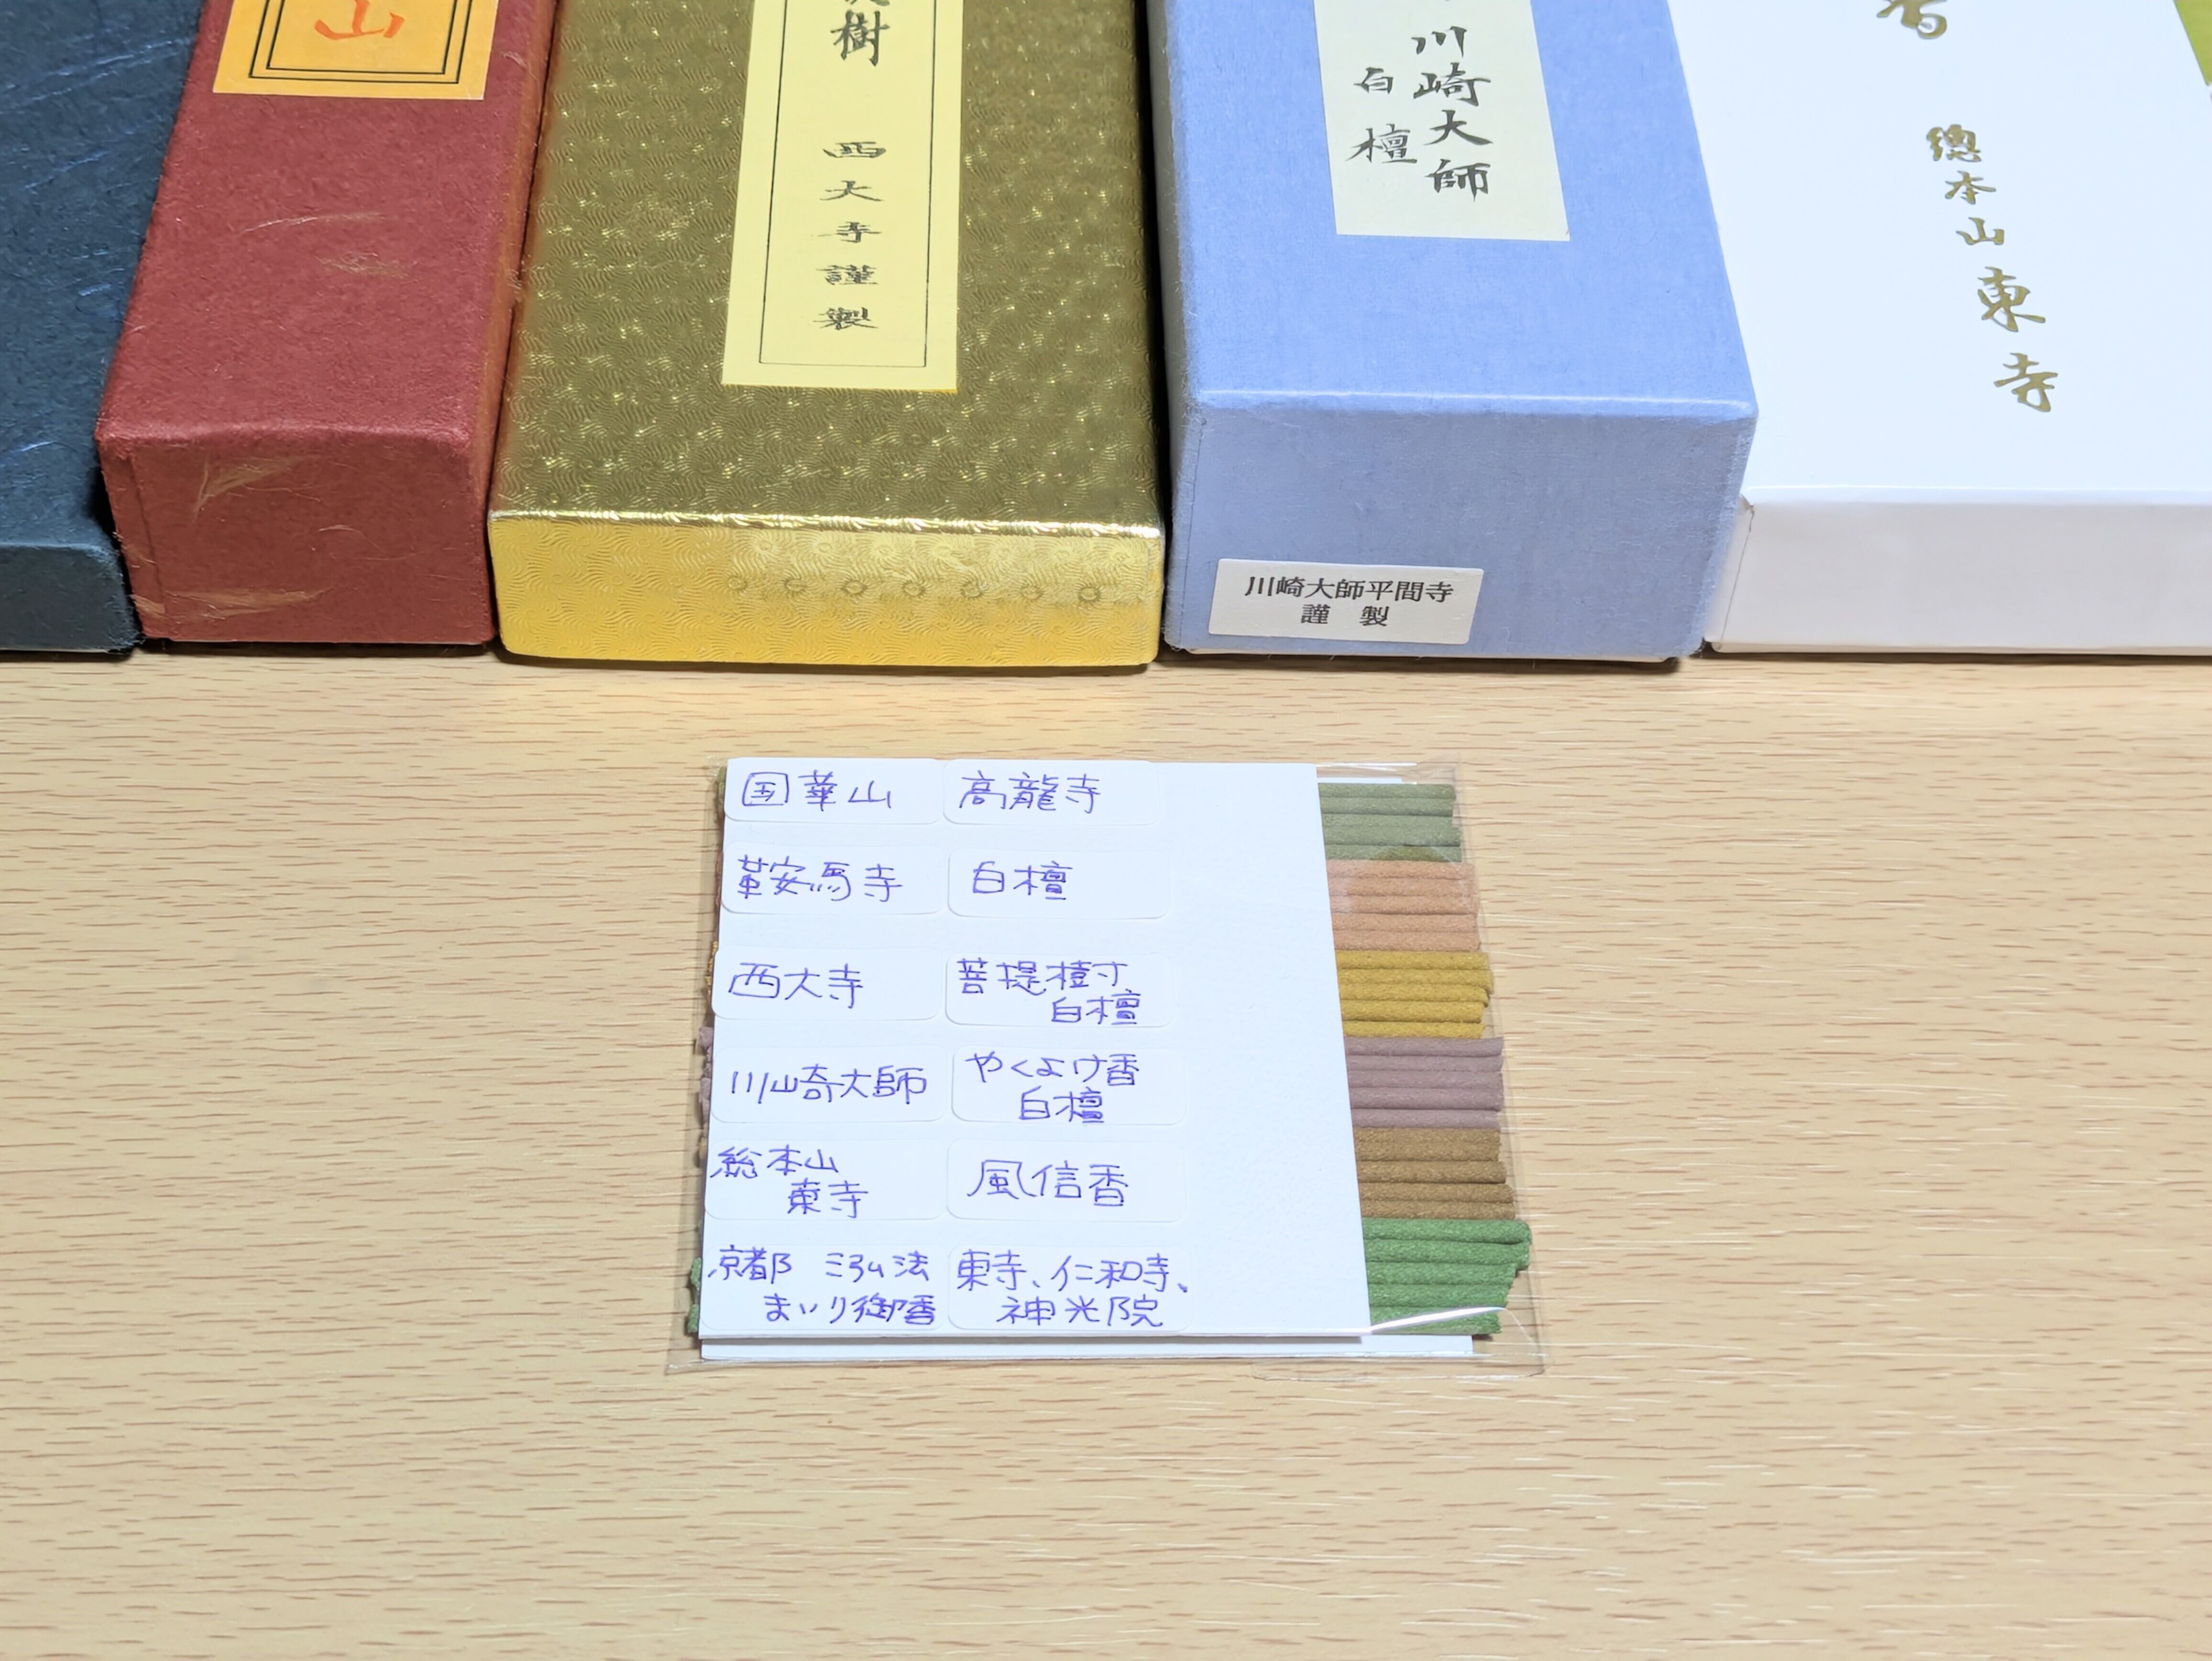 山
樹
西大寺謹製
川崎大師
白檀
川崎大師平間寺
謹製
香
總本山東寺
国華山
高龍寺
鞍馬寺
白檀
西大寺
菩提樹
白檀
川崎大師
やくよけ香
白檀
総本山
東寺
風信香
京都 三弘法
まいり御香
東寺、仁和寺、
神光院